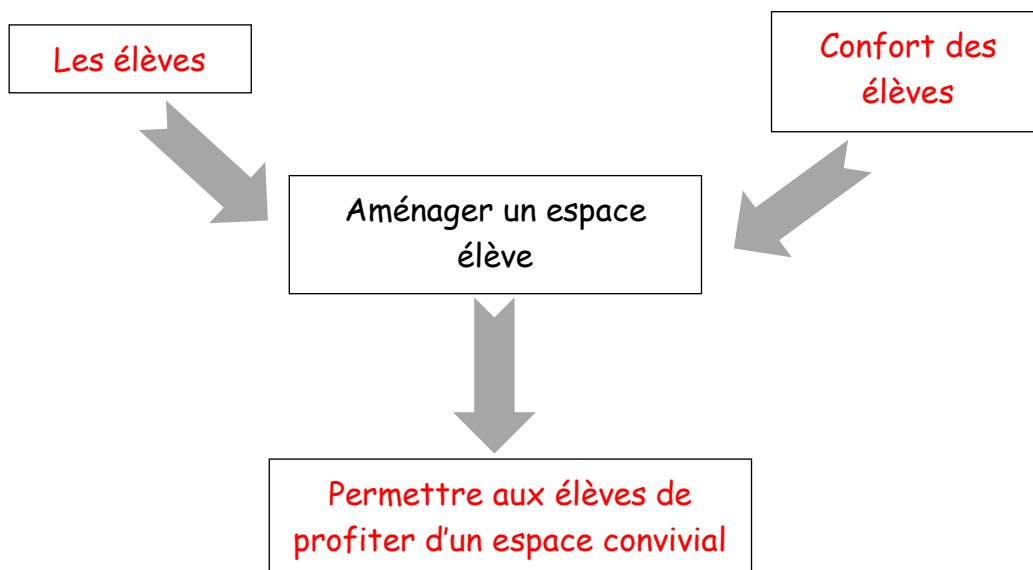 Les élèves
Confort des
élèves
Aménager un espace
élève
Permettre aux élèves de
profiter d'un espace convivial